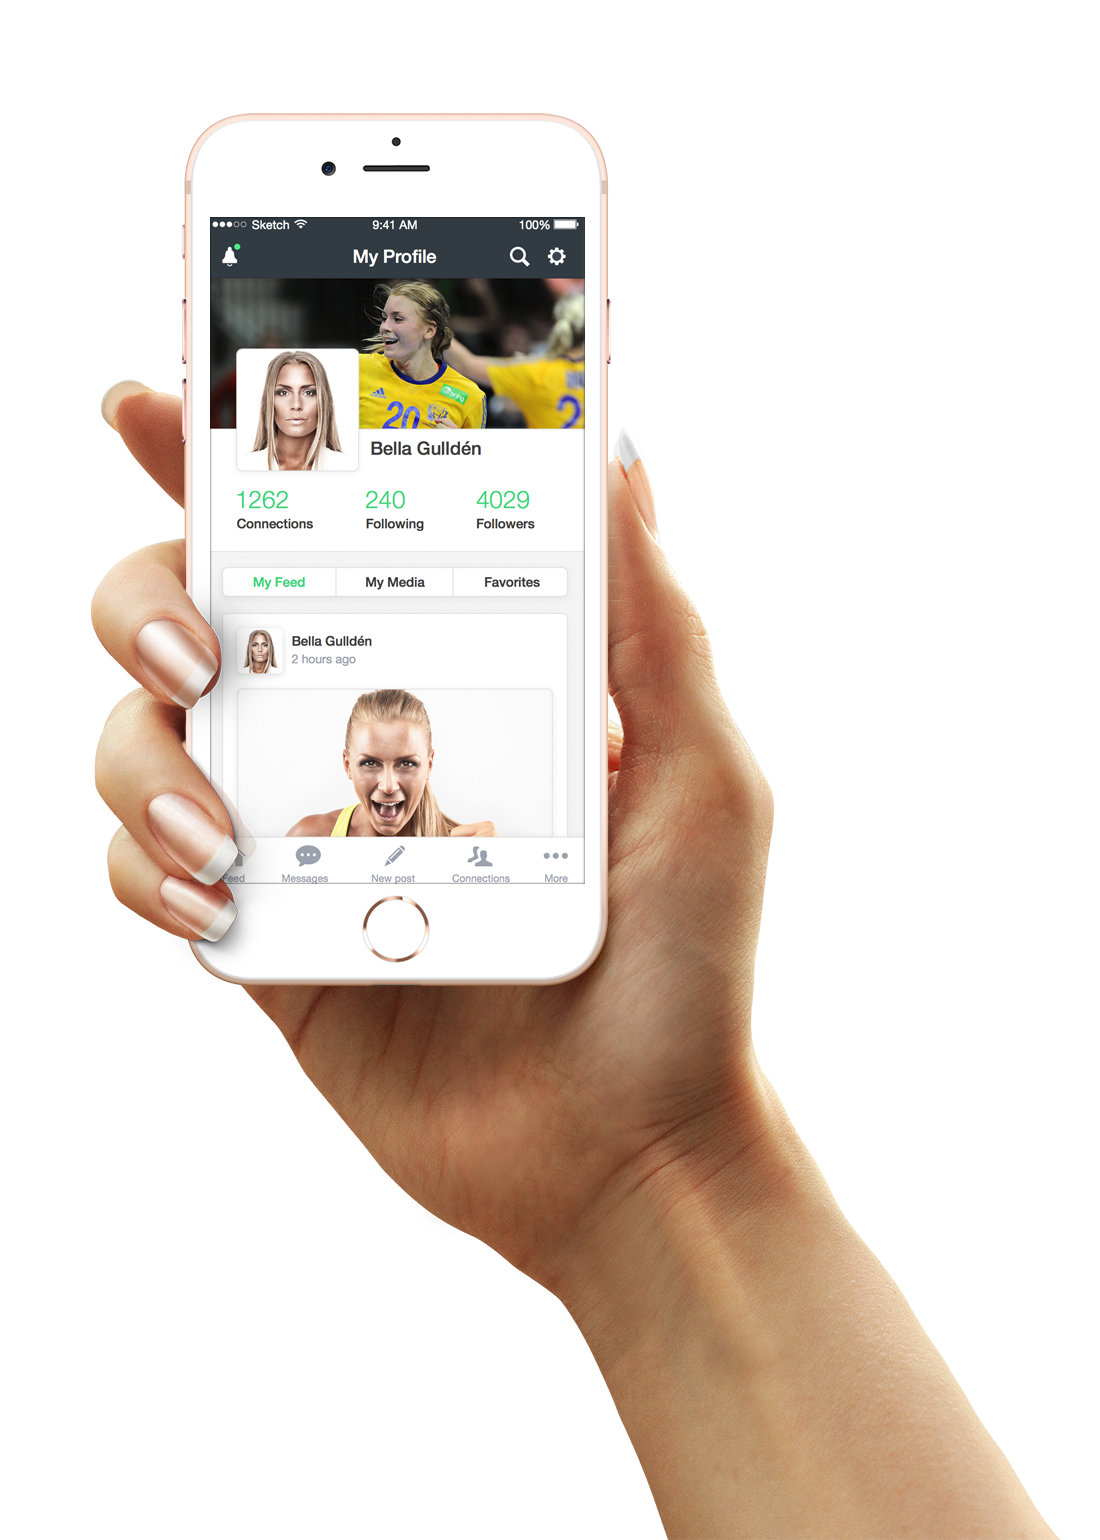 Sketch 9:41 AM 100%
My Profile
20
2
Bella Gulldén
1262 240 4029
Connections Following Followers
My Feed My Media Favorites
Bella Gulldén
2 hours ago
Feed Messages New post Connections More